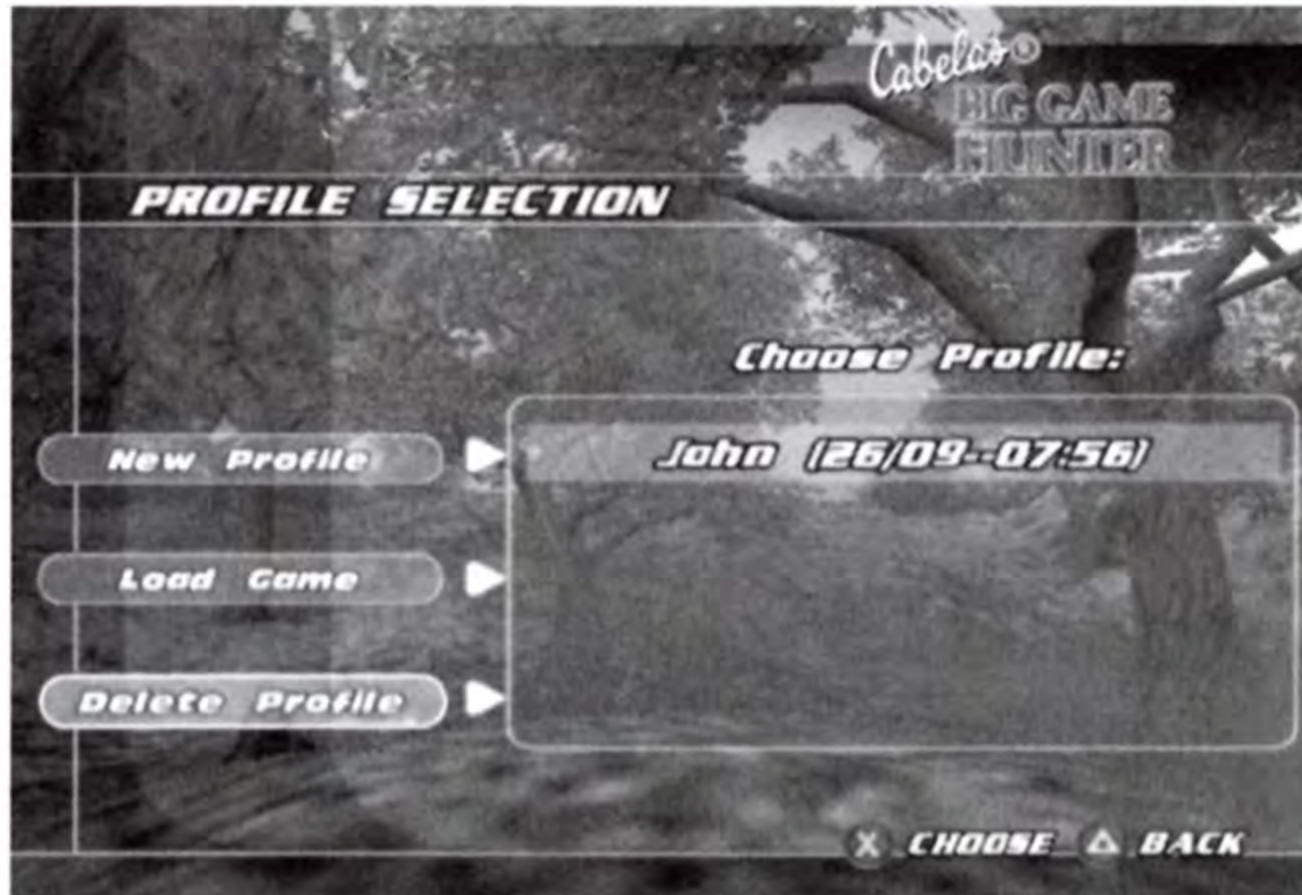 Cabela's®
BIG GAME
HUNTER
PROFILE SELECTION
Choose Profile:
New Profile
John (26/09--07:56)
Load Game
Delete Profile
X CHOOSE △ BACK